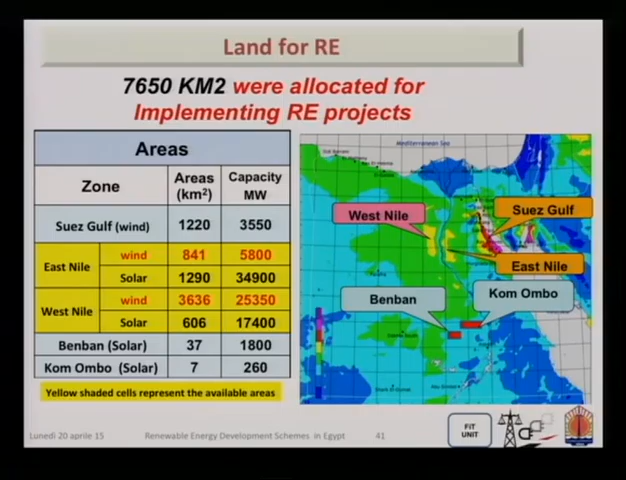 Land for RE
7650 KM2 were allocated for
Implementing RE projects
Areas
Zone
Areas (km²)
Capacity MW
Suez Gulf (wind) 1220 3550
East Nile
wind 841 5800
Solar 1290 34900
West Nile
wind 3636 25350
Solar 606 17400
Benban (Solar) 37 1800
Kom Ombo (Solar) 7 260
Yellow shaded cells represent the available areas
Mediterranean Sea
West Nile
Suez Gulf
East Nile
Benban
Kom Ombo
Lunedì 20 aprile 15
Renewable Energy Development Schemes in Egypt
41
FiT
UNIT